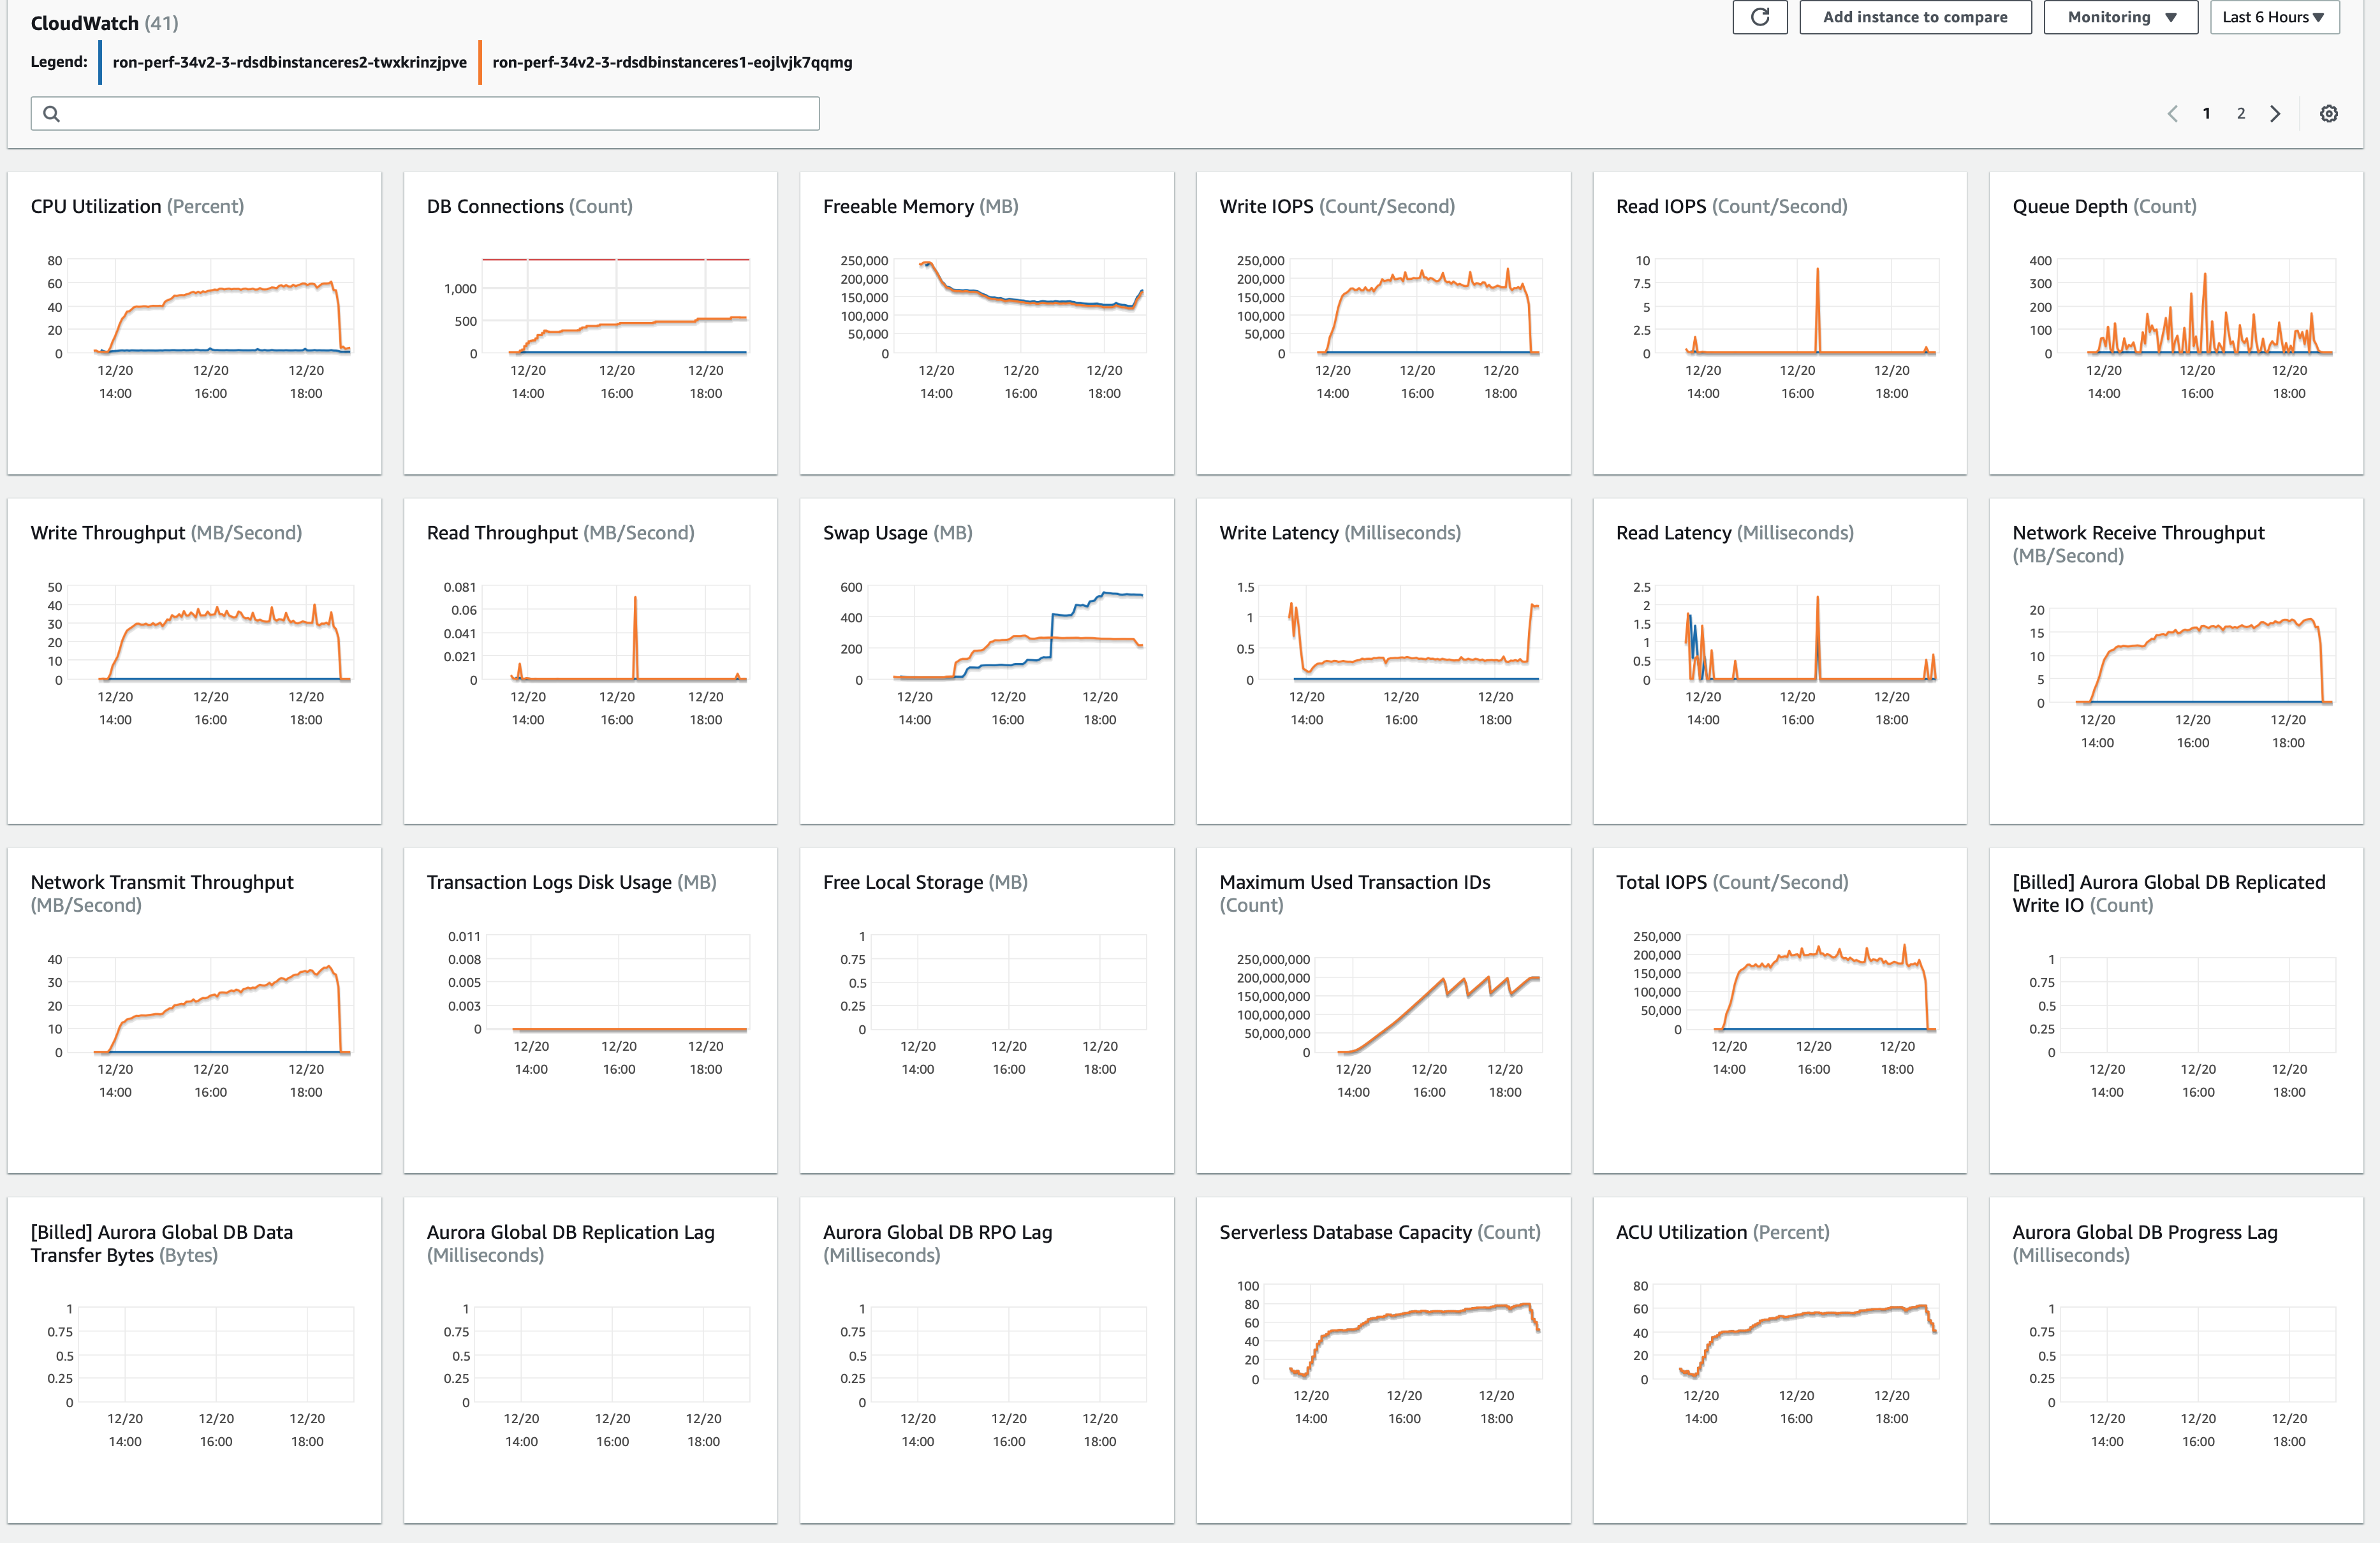 CloudWatch (41)
Add instance to compare
Monitoring
Last 6 Hours
Legend:
ron-perf-34v2-3-rdsdbinstanceres2-twxkrinzjpve
ron-perf-34v2-3-rdsdbinstanceres1-eojlvjk7qqmg
1 2
CPU Utilization (Percent)
80
60
40
20
0
12/20 12/20 12/20
14:00 16:00 18:00
DB Connections (Count)
1,000
500
0
12/20 12/20 12/20
14:00 16:00 18:00
Freeable Memory (MB)
250,000
200,000
150,000
100,000
50,000
0
12/20 12/20 12/20
14:00 16:00 18:00
Write IOPS (Count/Second)
250,000
200,000
150,000
100,000
50,000
0
12/20 12/20 12/20
14:00 16:00 18:00
Read IOPS (Count/Second)
10
7.5
5
2.5
0
12/20 12/20 12/20
14:00 16:00 18:00
Queue Depth (Count)
400
300
200
100
0
12/20 12/20 12/20
14:00 16:00 18:00
Write Throughput (MB/Second)
50
40
30
20
10
0
12/20 12/20 12/20
14:00 16:00 18:00
Read Throughput (MB/Second)
0.081
0.06
0.041
0.021
0
12/20 12/20 12/20
14:00 16:00 18:00
Swap Usage (MB)
600
400
200
0
12/20 12/20 12/20
14:00 16:00 18:00
Write Latency (Milliseconds)
1.5
1
0.5
0
12/20 12/20 12/20
14:00 16:00 18:00
Read Latency (Milliseconds)
2.5
2
1.5
1
0.5
0
12/20 12/20 12/20
14:00 16:00 18:00
Network Receive Throughput
(MB/Second)
20
15
10
5
0
12/20 12/20 12/20
14:00 16:00 18:00
Network Transmit Throughput
(MB/Second)
40
30
20
10
0
12/20 12/20 12/20
14:00 16:00 18:00
Transaction Logs Disk Usage (MB)
0.011
0.008
0.005
0.003
0
12/20 12/20 12/20
14:00 16:00 18:00
Free Local Storage (MB)
1
0.75
0.5
0.25
0
12/20 12/20 12/20
14:00 16:00 18:00
Maximum Used Transaction IDs
(Count)
250,000,000
200,000,000
150,000,000
100,000,000
50,000,000
0
12/20 12/20 12/20
14:00 16:00 18:00
Total IOPS (Count/Second)
250,000
200,000
150,000
100,000
50,000
0
12/20 12/20 12/20
14:00 16:00 18:00
[Billed] Aurora Global DB Replicated
Write IO (Count)
1
0.75
0.5
0.25
0
12/20 12/20 12/20
14:00 16:00 18:00
[Billed] Aurora Global DB Data
Transfer Bytes (Bytes)
1
0.75
0.5
0.25
0
12/20 12/20 12/20
14:00 16:00 18:00
Aurora Global DB Replication Lag
(Milliseconds)
1
0.75
0.5
0.25
0
12/20 12/20 12/20
14:00 16:00 18:00
Aurora Global DB RPO Lag
(Milliseconds)
1
0.75
0.5
0.25
0
12/20 12/20 12/20
14:00 16:00 18:00
Serverless Database Capacity (Count)
100
80
60
40
20
0
12/20 12/20 12/20
14:00 16:00 18:00
ACU Utilization (Percent)
80
60
40
20
0
12/20 12/20 12/20
14:00 16:00 18:00
Aurora Global DB Progress Lag
(Milliseconds)
1
0.75
0.5
0.25
0
12/20 12/20 12/20
14:00 16:00 18:00